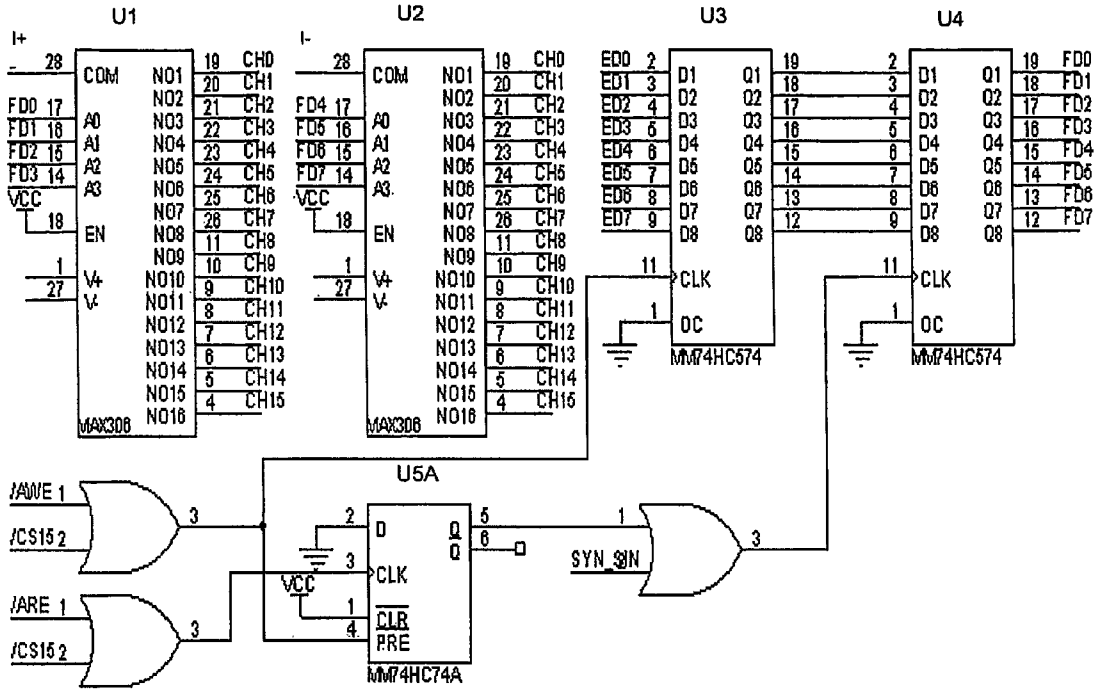 U1
U2
U3
U4
I+
28
COM
FD0 17
A0
FD1 16
A1
FD2 15
A2
FD3 14
A3
VCC
18
EN
1
V+
27
V-
NO1 19 CH0
NO2 20 CH1
NO3 21 CH2
NO4 22 CH3
NO5 23 CH4
NO6 24 CH5
NO7 25 CH6
NO8 26 CH7
NO9 11 CH8
NO10 10 CH9
NO11 9 CH10
NO12 8 CH11
NO13 7 CH12
NO14 6 CH13
NO15 5 CH14
NO16 4 CH15
MAX306
I-
28
COM
FD4 17
A0
FD5 16
A1
FD6 15
A2
FD7 14
A3
VCC
18
EN
1
V+
27
V-
NO1 19 CH0
NO2 20 CH1
NO3 21 CH2
NO4 22 CH3
NO5 23 CH4
NO6 24 CH5
NO7 25 CH6
NO8 26 CH7
NO9 11 CH8
NO10 10 CH9
NO11 9 CH10
NO12 8 CH11
NO13 7 CH12
NO14 6 CH13
NO15 5 CH14
NO16 4 CH15
MAX306
ED0 2 D1 Q1 19
ED1 3 D2 Q2 18
ED2 4 D3 Q3 17
ED3 5 D4 Q4 16
ED4 6 D5 Q5 15
ED5 7 D6 Q6 14
ED6 8 D7 Q7 13
ED7 9 D8 Q8 12
11 CLK
1 OC
MM74HC574
2 D1 Q1 19 FD0
3 D2 Q2 18 FD1
4 D3 Q3 17 FD2
5 D4 Q4 16 FD3
6 D5 Q5 15 FD4
7 D6 Q6 14 FD5
8 D7 Q7 13 FD6
9 D8 Q8 12 FD7
11 CLK
1 OC
MM74HC574
/AWE 1
/CS15 2
3
/ARE 1
/CS15 2
3
U5A
2 D Q 5
Q 6
3 CLK
VCC
1 CLR
4 PRE
MM74HC74A
1
3